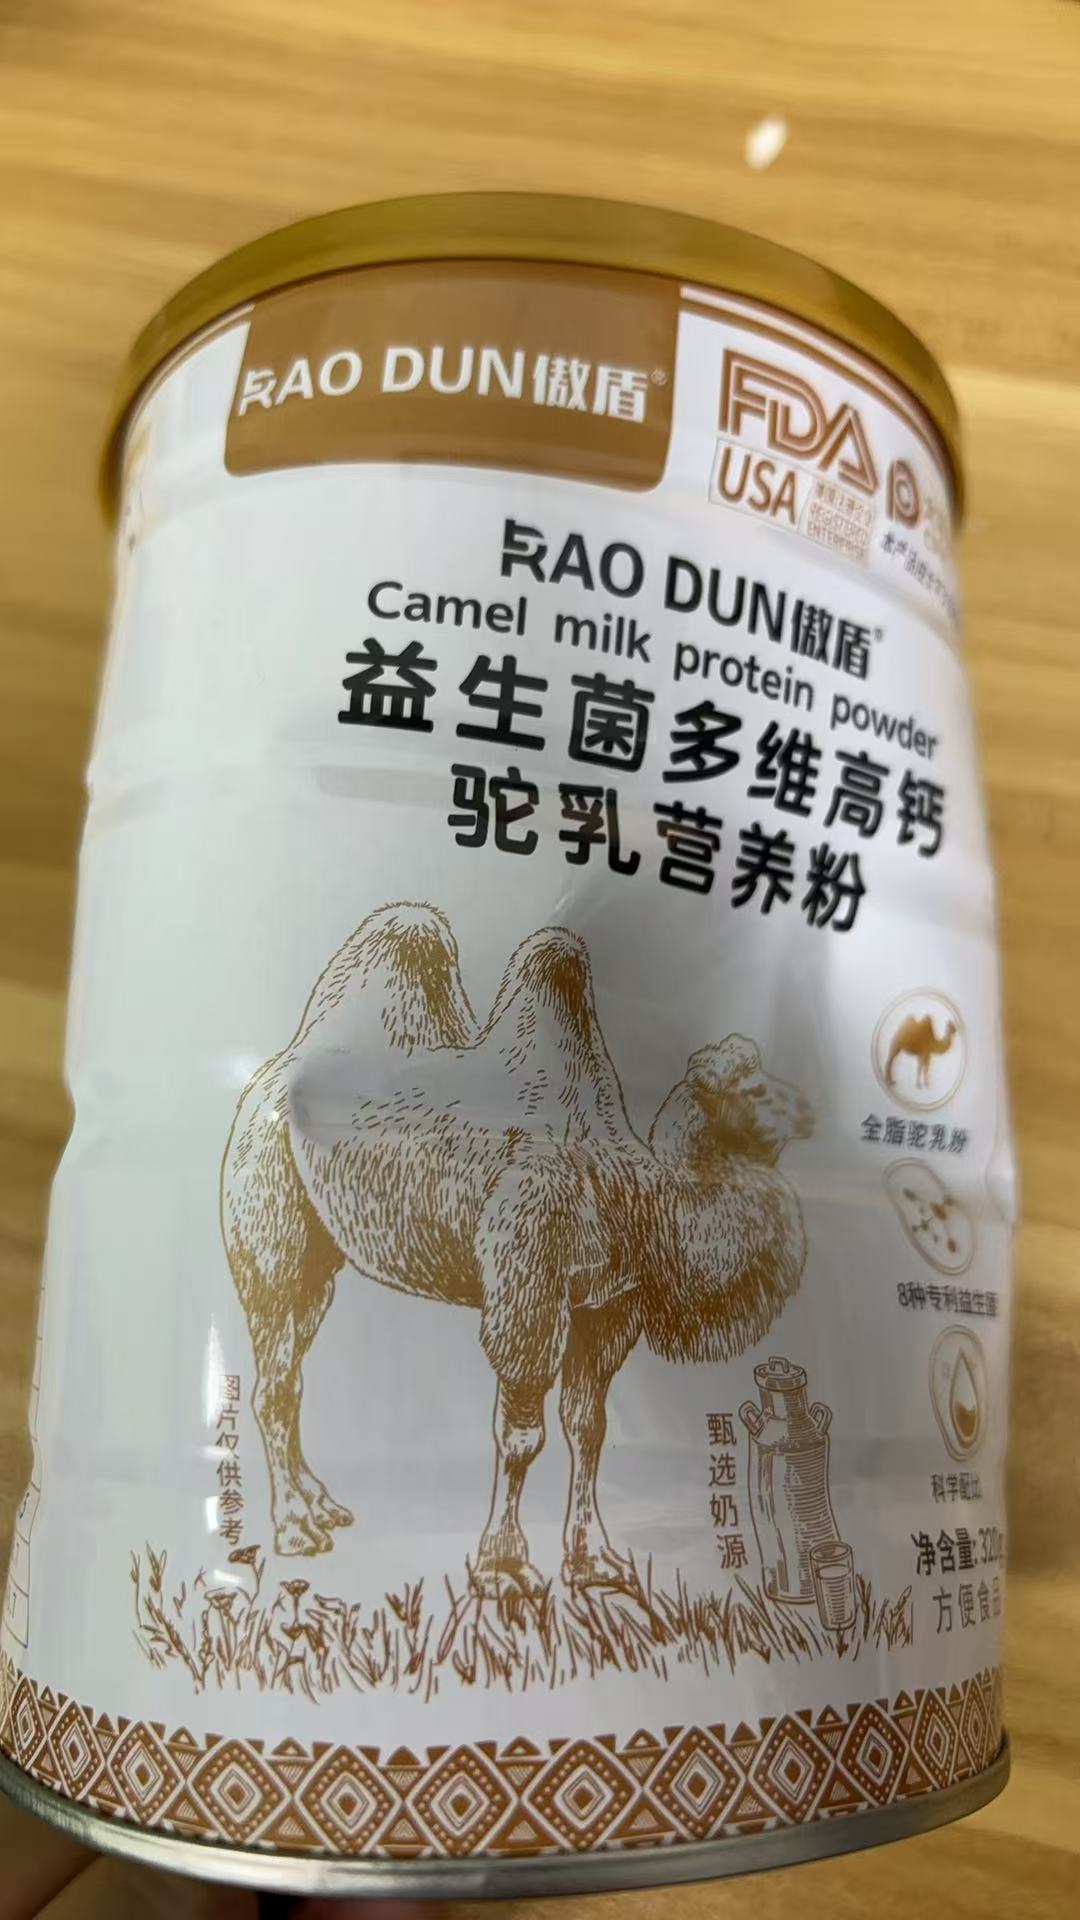 RAO DUN傲盾®
FDA
USA
REGISTERED
ENTERPRISE
RAO DUN傲盾®
Camel milk protein powder
益生菌多维高钙
驼乳营养粉
全脂驼乳粉
8种专利益生菌
科学配比
图片仅供参考
甄选奶源
净含量:320g
方便食品